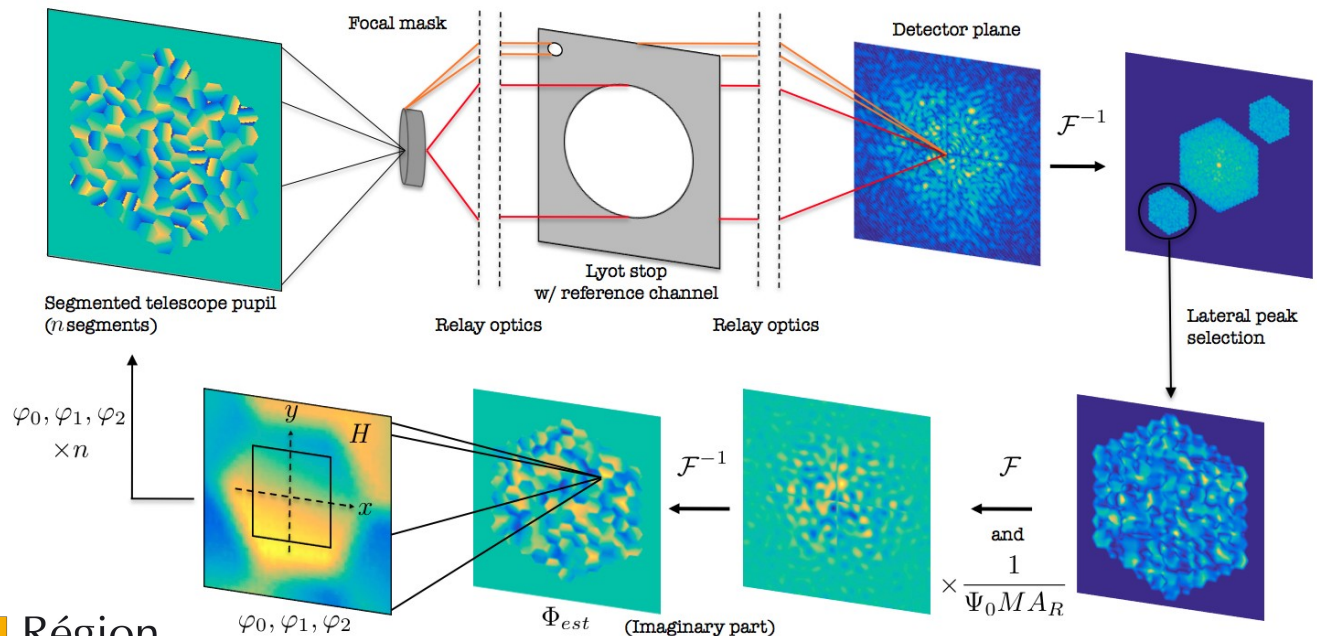 Focal mask
Detector plane
$\mathcal{F}^{-1}$
Segmented telescope pupil
($n$ segments)
Lyot stop
w/ reference channel
Relay optics
Relay optics
Lateral peak
selection
$\varphi_0, \varphi_1, \varphi_2$
$\times n$
$y$
$H$
$x$
$\mathcal{F}^{-1}$
$\mathcal{F}$
and
$\times \frac{1}{\Psi_0 M A_R}$
Région
$\varphi_0, \varphi_1, \varphi_2$
$\Phi_{est}$
(Imaginary part)